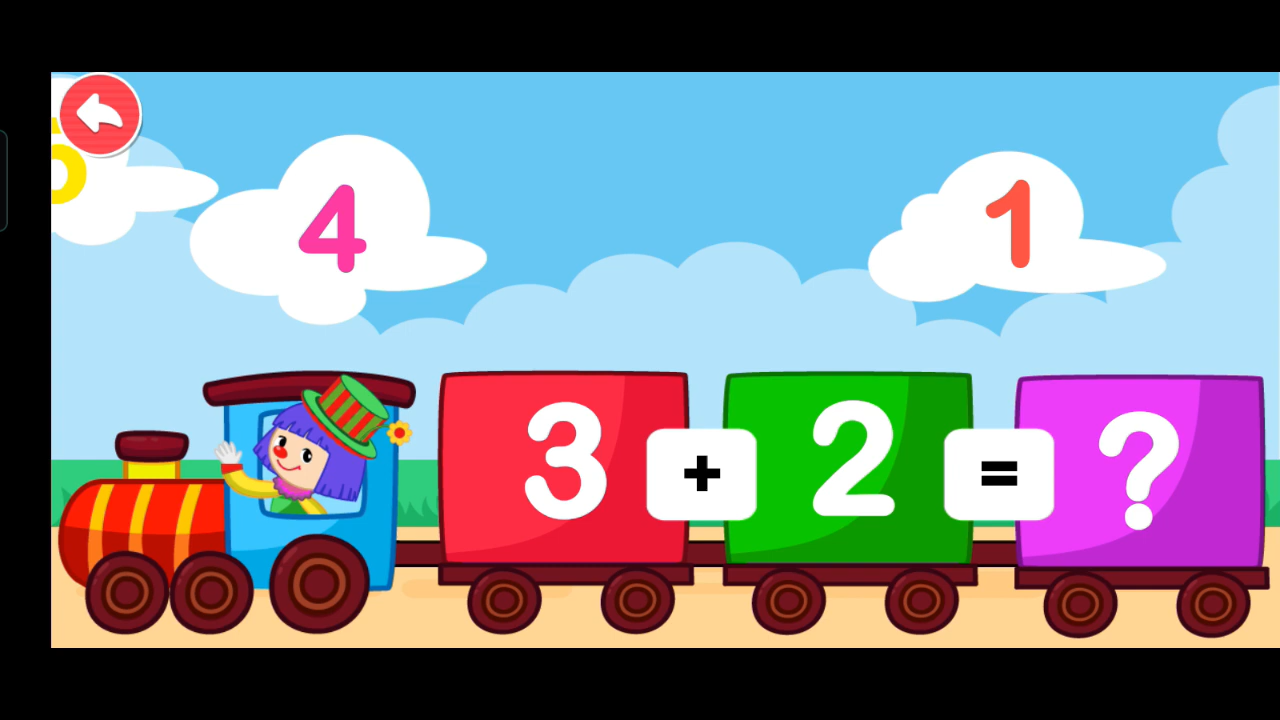 4
1
3 + 2 = ?